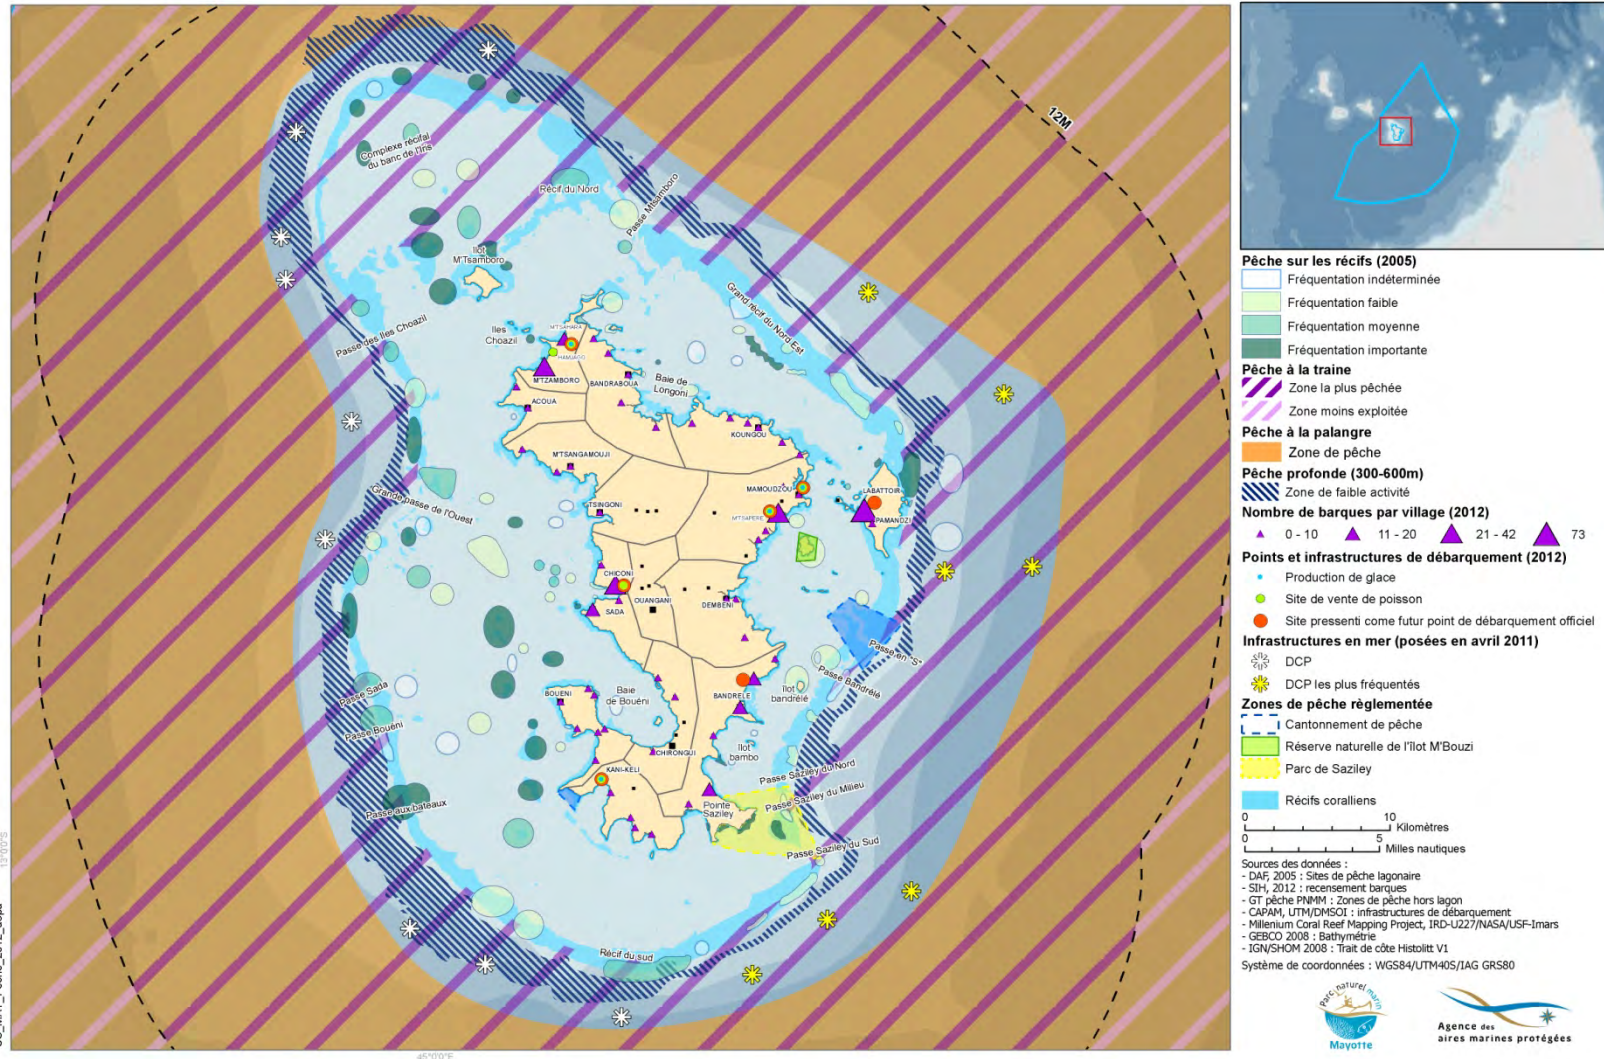 12M
Complexe récifal
du banc de l'Iris
Récif du Nord
Passe Mtsamboro
Ilot
M'Tsamboro
Grand récif du Nord Est
Passe des Iles Choazil
Iles
Choazil
M'TSAHARA
HAMJAGO
M'TZAMBORO
BANDRABOUA
Baie de
Longoni
ACOUA
KOUNGOU
M'TSANGAMOUJI
Grande passe de l'Ouest
TSINGONI
MAMOUDZOU
LABATTOIR
M'TSAPERE
PAMANDZI
CHICONI
OUANGANI
SADA
DEMBENI
Passe en "S"
Passe Bandrélé
Passe Sada
BOUENI
Baie
de Bouéni
BANDRELE
Ilot
bandrélé
Passe Bouéni
CHIRONGUI
Ilot
bambo
KANI-KELI
Passe Saziley du Nord
Passe Saziley du Milieu
Pointe
Saziley
Passe aux bateaux
Passe Saziley du Sud
Récif du sud
13°0'0"S
45°0'0"E
Pêche sur les récifs (2005)
Fréquentation indéterminée
Fréquentation faible
Fréquentation moyenne
Fréquentation importante
Pêche à la traine
Zone la plus pêchée
Zone moins exploitée
Pêche à la palangre
Zone de pêche
Pêche profonde (300-600m)
Zone de faible activité
Nombre de barques par village (2012)
0 - 10 11 - 20 21 - 42 73
Points et infrastructures de débarquement (2012)
Production de glace
Site de vente de poisson
Site pressenti come futur point de débarquement officiel
Infrastructures en mer (posées en avril 2011)
DCP
DCP les plus fréquentés
Zones de pêche règlementée
Cantonnement de pêche
Réserve naturelle de l'îlot M'Bouzi
Parc de Saziley
Récifs coralliens
0 10
Kilomètres
0 5
Milles nautiques
Sources des données :
- DAF, 2005 : Sites de pêche lagonaire
- SIH, 2012 : recensement barques
- GT pêche PNMM : Zones de pêche hors lagon
- CAPAM, UTM/DMSOI : infrastructures de débarquement
- Millenium Coral Reef Mapping Project, IRD-U227/NASA/USF-Imars
- GEBCO 2008 : Bathymétrie
- IGN/SHOM 2008 : Trait de côte Histolitt V1
Système de coordonnées : WGS84/UTM40S/IAG GRS80
Parc naturel marin
Mayotte
Agence des
aires marines protégées